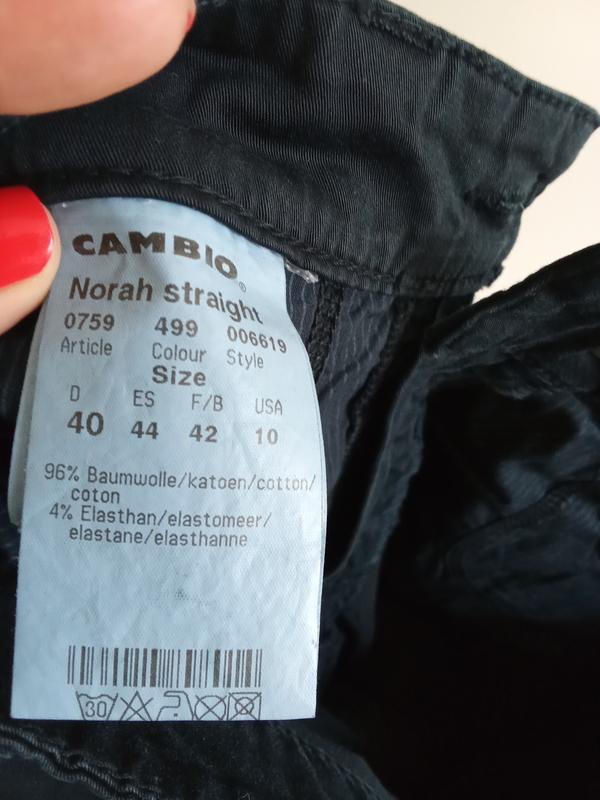 CAMBIO®
Norah straight
0759 499 006619
Article Colour Style
Size
D ES F/B USA
40 44 42 10
96% Baumwolle/katoen/cotton/
coton
4% Elasthan/elastomeer/
elastane/elasthanne
30